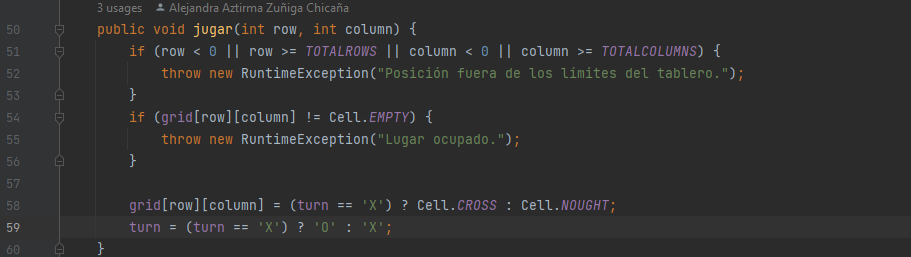 3 usages Alejandra Aztirma Zuñiga Chicaña
50 public void jugar(int row, int column) {
51 if (row < 0 || row >= TOTALROWS || column < 0 || column >= TOTALCOLUMNS) {
52 throw new RuntimeException("Posición fuera de los limites del tablero.");
53 }
54 if (grid[row][column] != Cell.EMPTY) {
55 throw new RuntimeException("Lugar ocupado.");
56 }
57
58 grid[row][column] = (turn == 'X') ? Cell.CROSS : Cell.NOUGHT;
59 turn = (turn == 'X') ? 'O' : 'X';
60 }